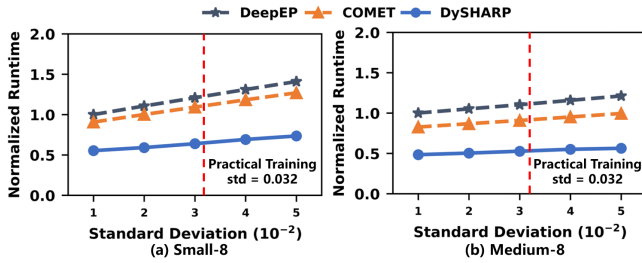 DeepEP COMET DySHARP
Normalized Runtime
2.0
1.5
1.0
0.5
0.0
Practical Training
std = 0.032
1 2 3 4 5
Standard Deviation (10⁻²)
(a) Small-8
Normalized Runtime
2.0
1.5
1.0
0.5
0.0
Practical Training
std = 0.032
1 2 3 4 5
Standard Deviation (10⁻²)
(b) Medium-8